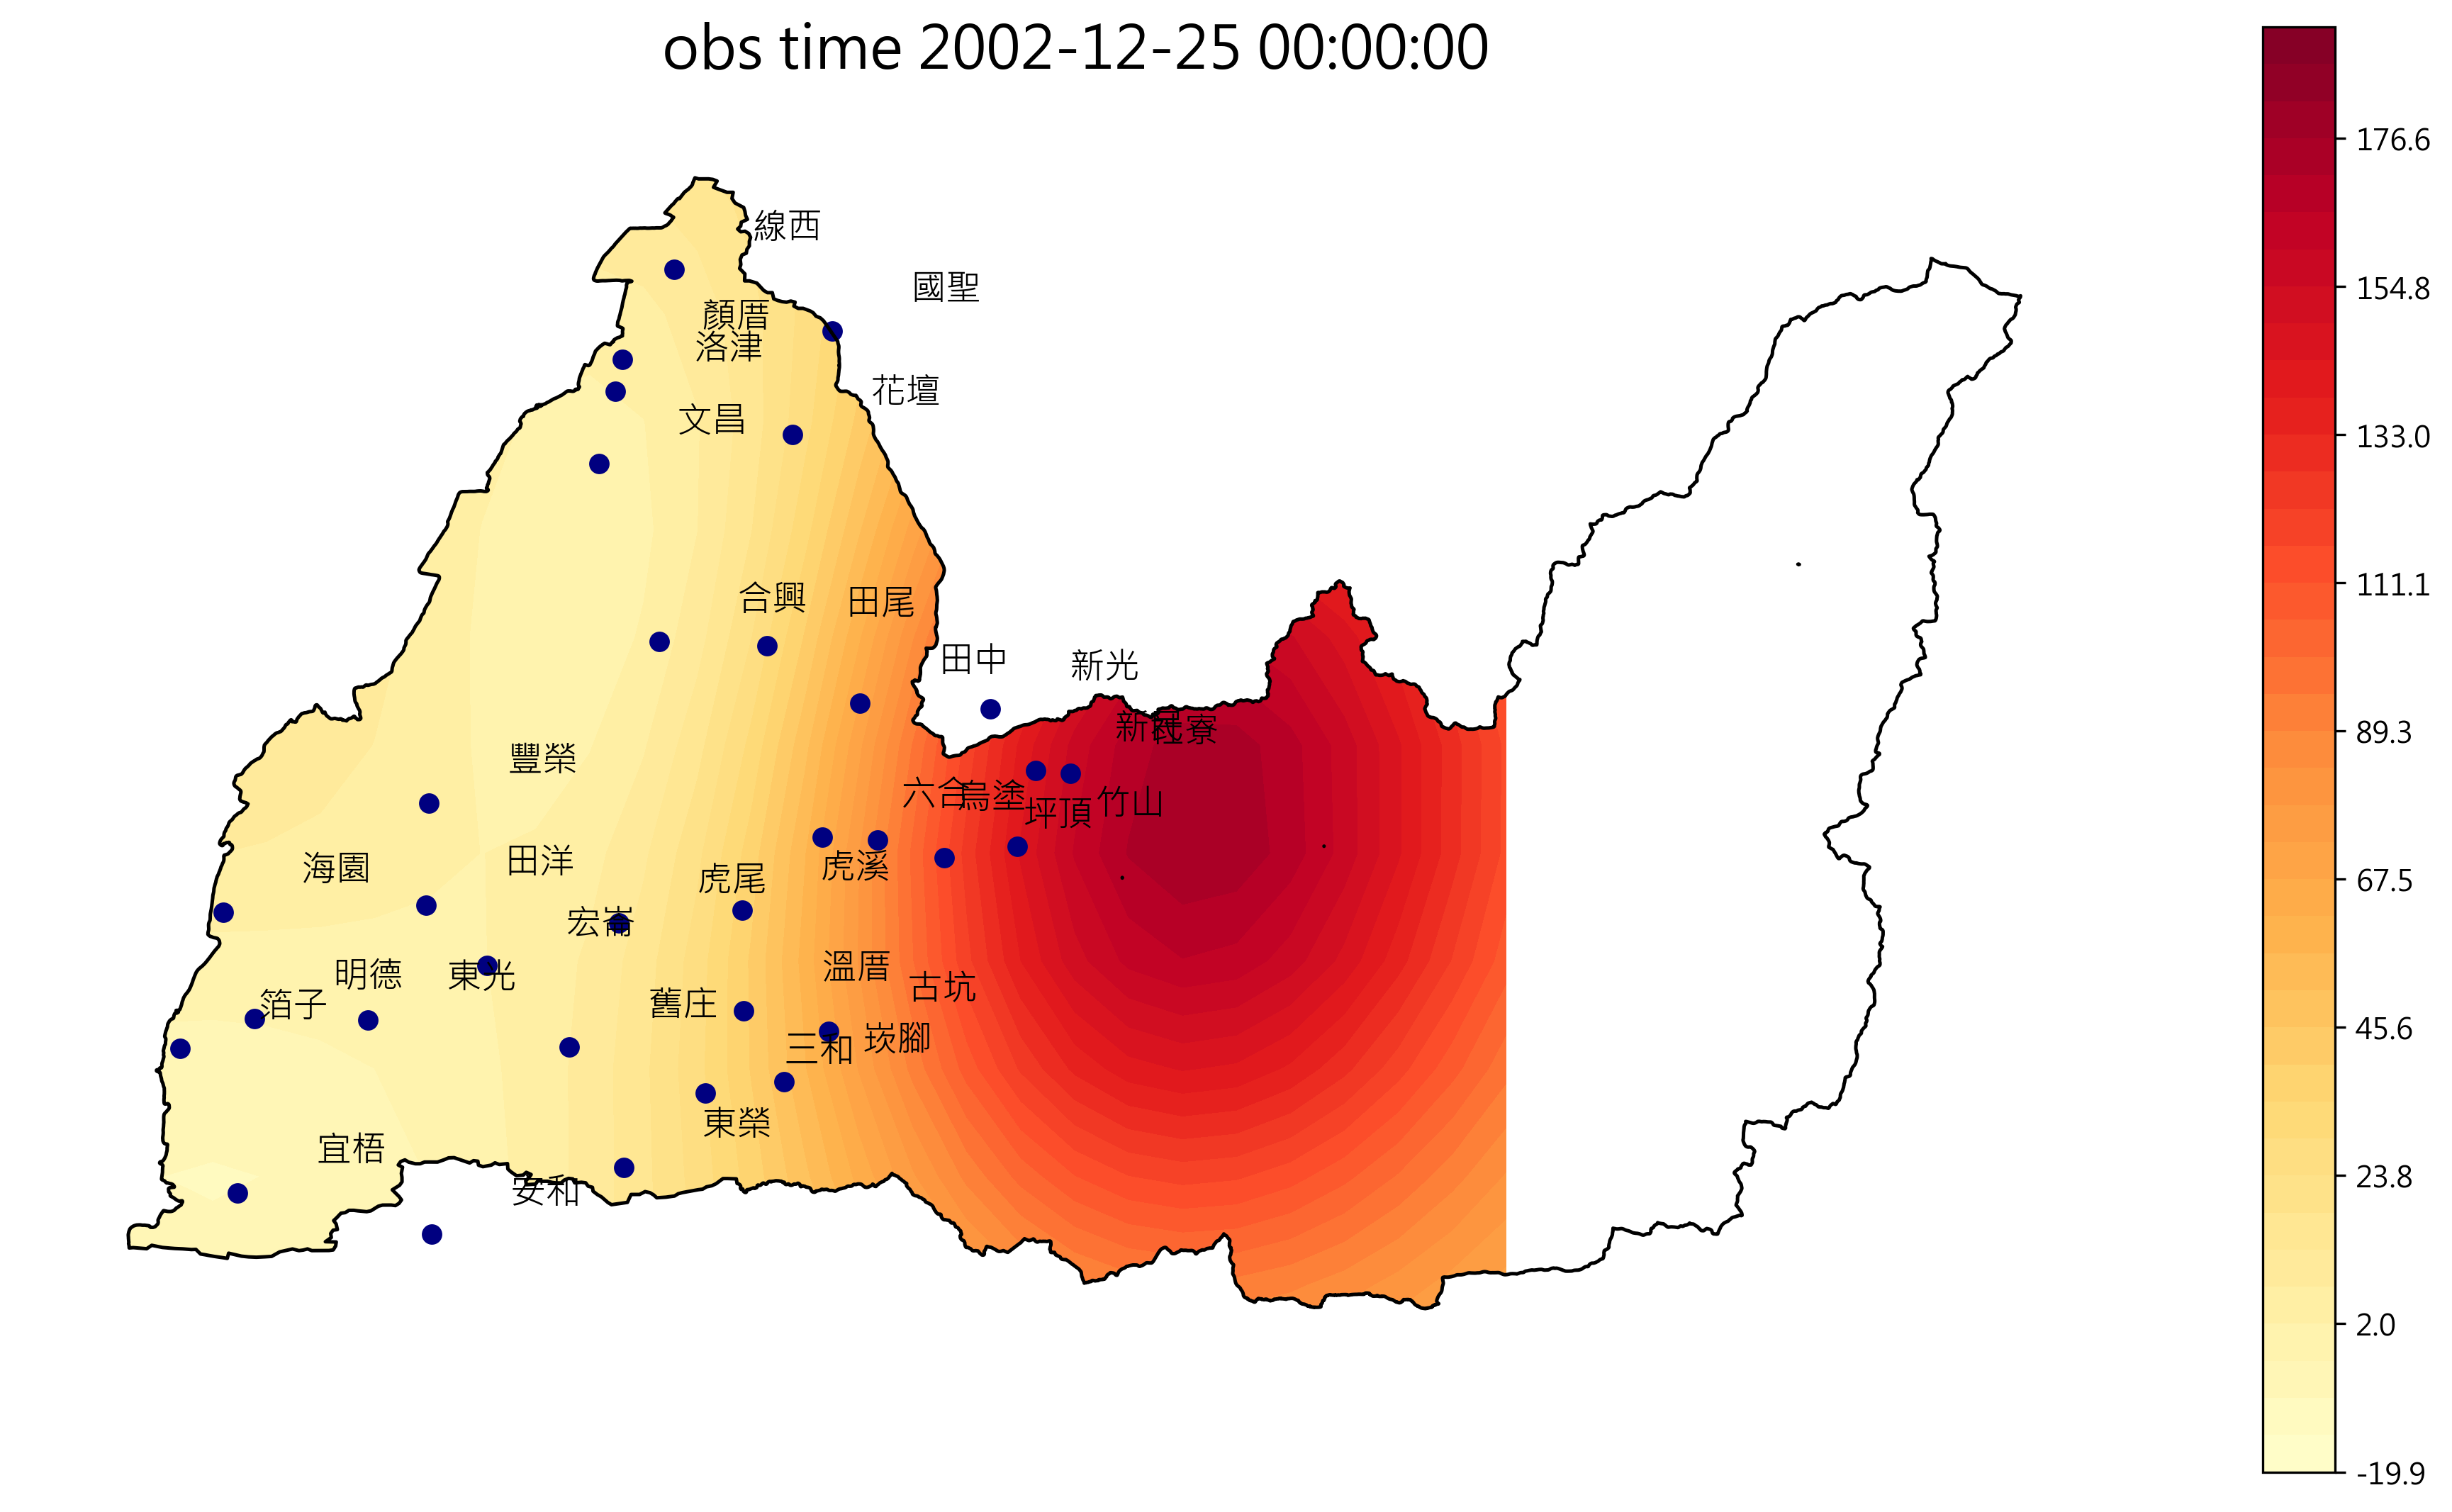 obs time 2002-12-25 00:00:00
線西
國聖
顏厝
洛津
花壇
文昌
合興
田尾
田中
新光
新民
社寮
豐榮
六合
烏塗
坪頂
竹山
海園
田洋
虎尾
虎溪
宏崙
明德
東光
溫厝
古坑
箔子
舊庄
三和
崁腳
東榮
宜梧
安和
176.6
154.8
133.0
111.1
89.3
67.5
45.6
23.8
2.0
-19.9